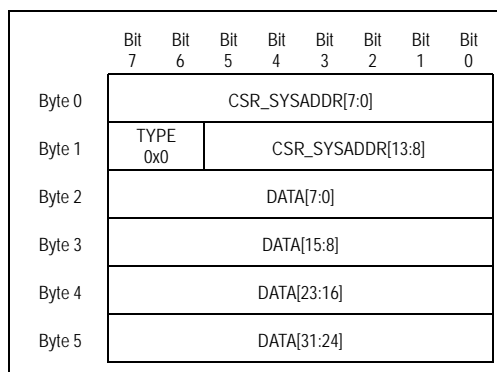 Bit Bit Bit Bit Bit Bit Bit Bit
7 6 5 4 3 2 1 0
Byte 0 CSR_SYSADDR[7:0]
Byte 1 TYPE 0x0 CSR_SYSADDR[13:8]
Byte 2 DATA[7:0]
Byte 3 DATA[15:8]
Byte 4 DATA[23:16]
Byte 5 DATA[31:24]